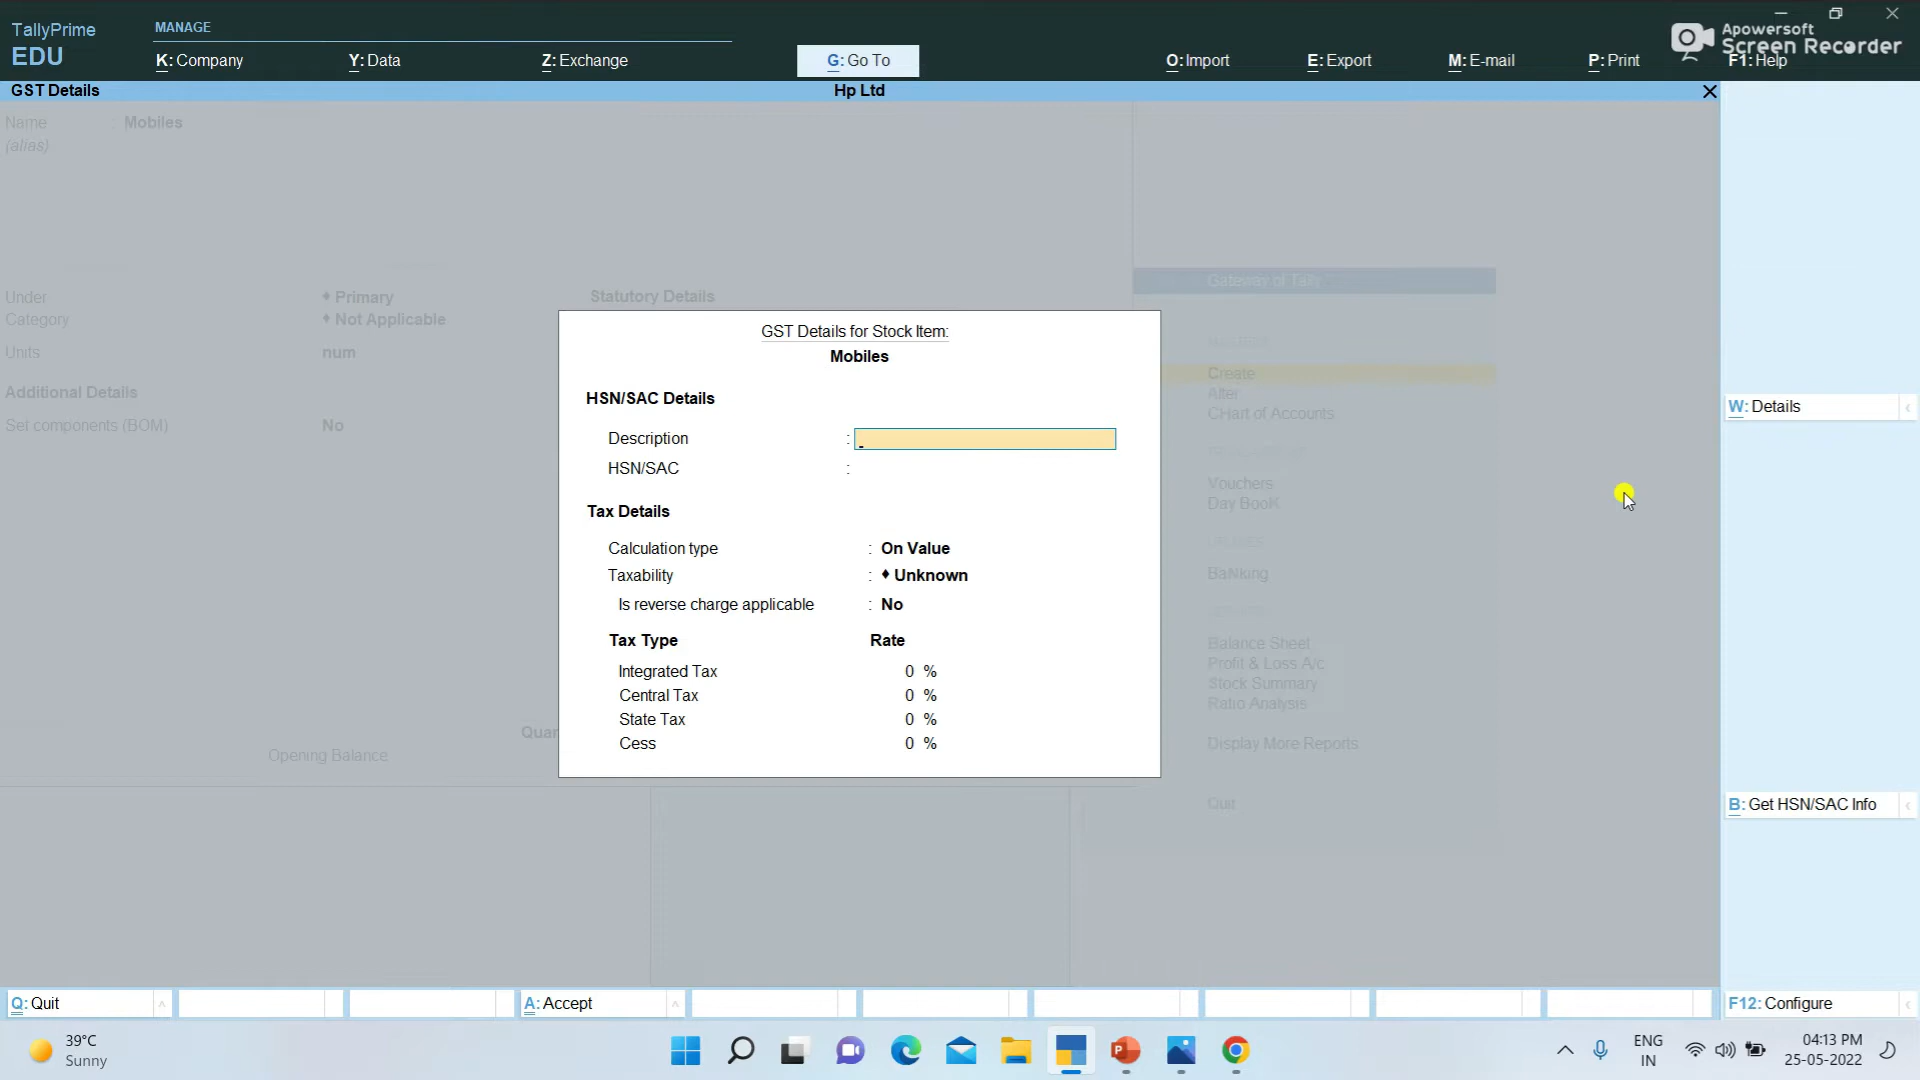 TallyPrime
EDU
MANAGE
K: Company
Y: Data
Z: Exchange
G: Go To
O: Import
E: Export
M: E-mail
P: Print
F1: Help
Apowersoft
Screen Recorder
GST Details
Hp Ltd
Name : Mobiles
(alias)
Under ♦ Primary
Category ♦ Not Applicable
Units num
Additional Details
Set components (BOM) No
Statutory Details
Opening Balance
GST Details for Stock Item:
Mobiles
HSN/SAC Details
Description :
HSN/SAC :
Tax Details
Calculation type : On Value
Taxability : ♦ Unknown
Is reverse charge applicable : No
Tax Type Rate
Integrated Tax 0 %
Central Tax 0 %
State Tax 0 %
Cess 0 %
Gateway of Tally
MASTERS
Create
Alter
CHart of Accounts
Vouchers
Day BooK
UTILITIES
BaNking
REPORTS
Balance Sheet
Profit & Loss A/c
Stock Summary
Ratio Analysis
Display More Reports
Quit
W: Details
B: Get HSN/SAC Info
F12: Configure
Q: Quit
A: Accept
39°C
Sunny
ENG
IN
04:13 PM
25-05-2022